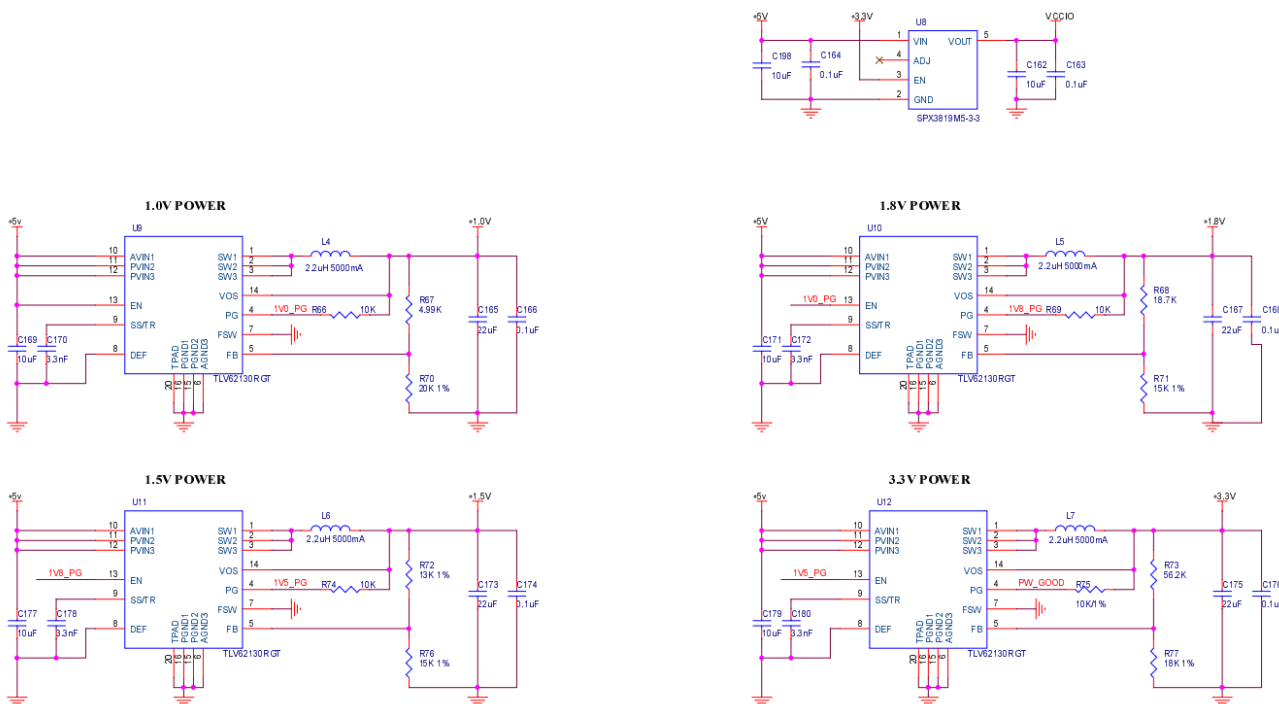 +5V
+3.3V
U8
VCCIO
1 VIN VOUT 5
4 ADJ
3 EN
2 GND
C198
10uF
C164
0.1uF
C162
10uF
C163
0.1uF
SPX3819M5-3-3
1.0V POWER
+5v
U9
+1.0V
10 AVIN1 SW1 1
11 PVIN2 SW2 2
12 PVIN3 SW3 3
L4
2.2uH 5000mA
VOS 14
13 EN PG 4
1V0_PG R66 10K
9 SS/TR
FSW 7
8 DEF FB 5
R67
4.99K
C165
22uF
C166
0.1uF
C169
10uF
C170
3.3nF
TPAD
PGND1
PGND2
AGND3
20
16
15
6
TLV62130RGT
R70
20K 1%
1.8V POWER
+5V
U10
+1.8V
10 AVIN1 SW1 1
11 PVIN2 SW2 2
12 PVIN3 SW3 3
L5
2.2uH 5000mA
VOS 14
1V0_PG 13 EN PG 4
1V8_PG R69 10K
9 SS/TR
FSW 7
8 DEF FB 5
R68
18.7K
C167
22uF
C168
0.1u
C171
10uF
C172
3.3nF
TPAD
PGND1
PGND2
AGND3
20
16
15
6
TLV62130RGT
R71
15K 1%
1.5V POWER
+5v
U11
+1.5V
10 AVIN1 SW1 1
11 PVIN2 SW2 2
12 PVIN3 SW3 3
L6
2.2uH 5000mA
VOS 14
1V8_PG 13 EN PG 4
1V5_PG R74 10K
9 SS/TR
FSW 7
8 DEF FB 5
R72
13K 1%
C173
22uF
C174
0.1uF
C177
10uF
C178
3.3nF
TPAD
PGND1
PGND2
AGND3
20
16
15
6
TLV62130RGT
R76
15K 1%
3.3V POWER
+5v
U12
+3.3V
10 AVIN1 SW1 1
11 PVIN2 SW2 2
12 PVIN3 SW3 3
L7
2.2uH 5000mA
VOS 14
1V5_PG 13 EN PG 4
PW_GOOD R75
10K/1%
9 SS/TR
FSW 7
8 DEF FB 5
R73
56.2K
C175
22uF
C176
0.1u
C179
10uF
C180
3.3nF
TPAD
PGND1
PGND2
AGND3
20
16
15
6
TLV62130RGT
R77
18K 1%